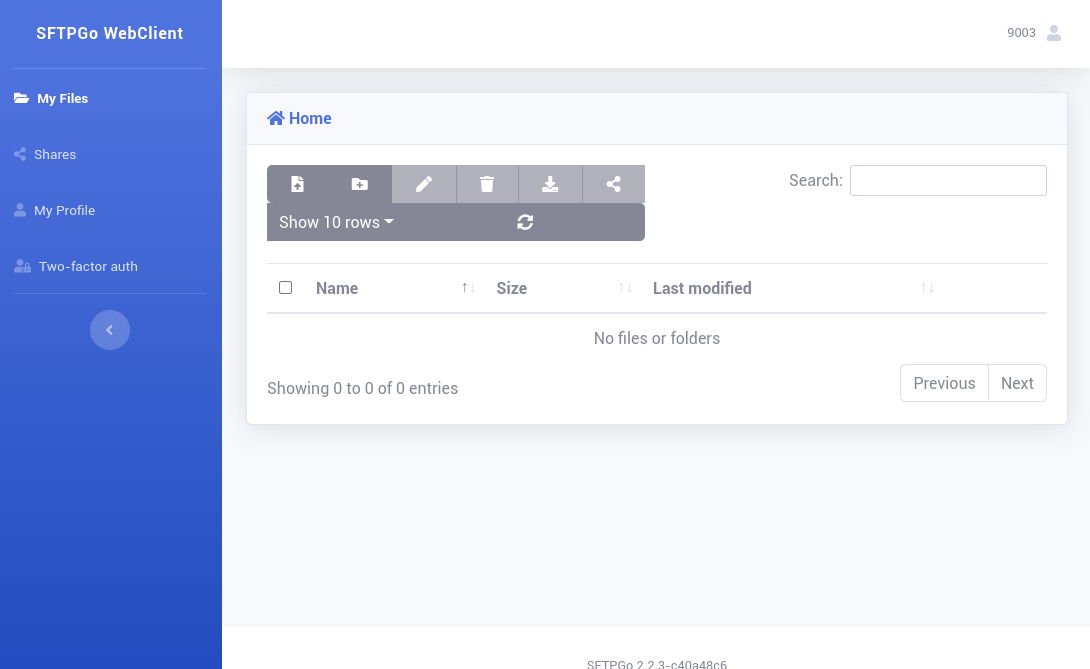 SFTPGo WebClient
9003
My Files
Shares
My Profile
Two-factor auth
Home
Show 10 rows
Search:
Name Size Last modified
No files or folders
Showing 0 to 0 of 0 entries
Previous Next
SFTPGo 2.2.3-c40a48c6